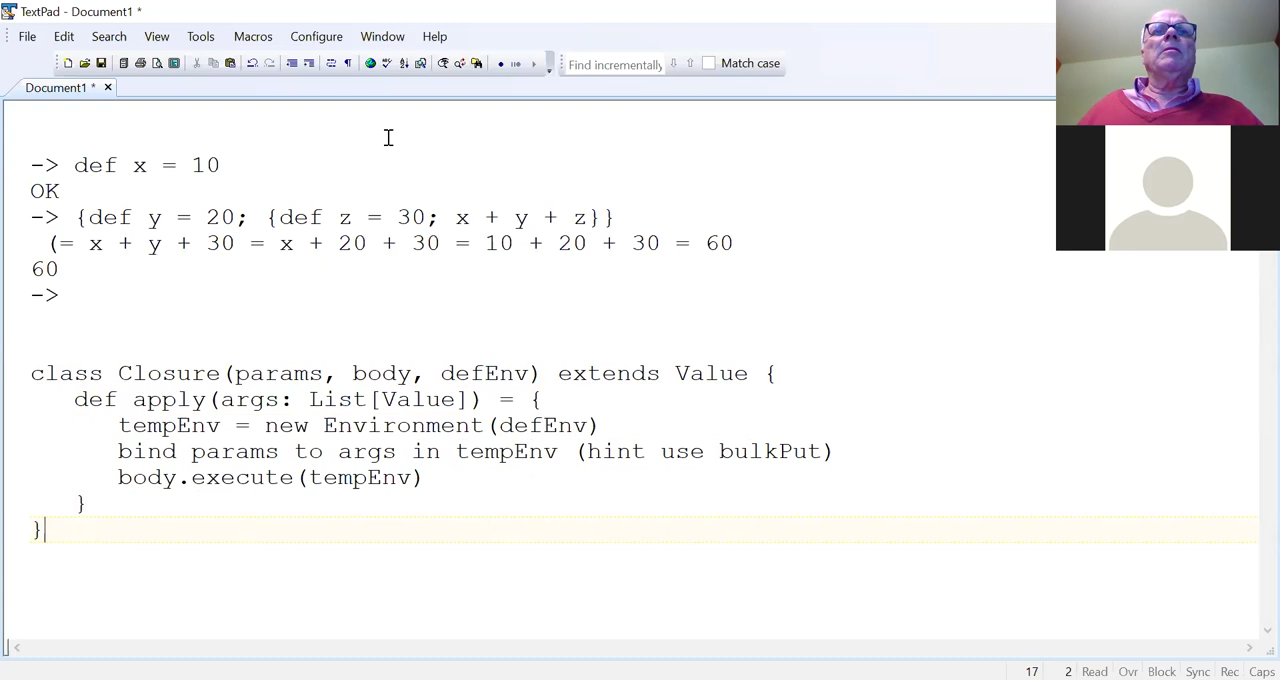 TextPad - Document1 *
File Edit Search View Tools Macros Configure Window Help
Find incrementally Match case
Document1 *
-> def x = 10
OK
-> {def y = 20; {def z = 30; x + y + z}}
(= x + y + 30 = x + 20 + 30 = 10 + 20 + 30 = 60
60
->
class Closure(params, body, defEnv) extends Value {
def apply(args: List[Value]) = {
tempEnv = new Environment(defEnv)
bind params to args in tempEnv (hint use bulkPut)
body.execute(tempEnv)
}
}
17 2 Read Ovr Block Sync Rec Caps